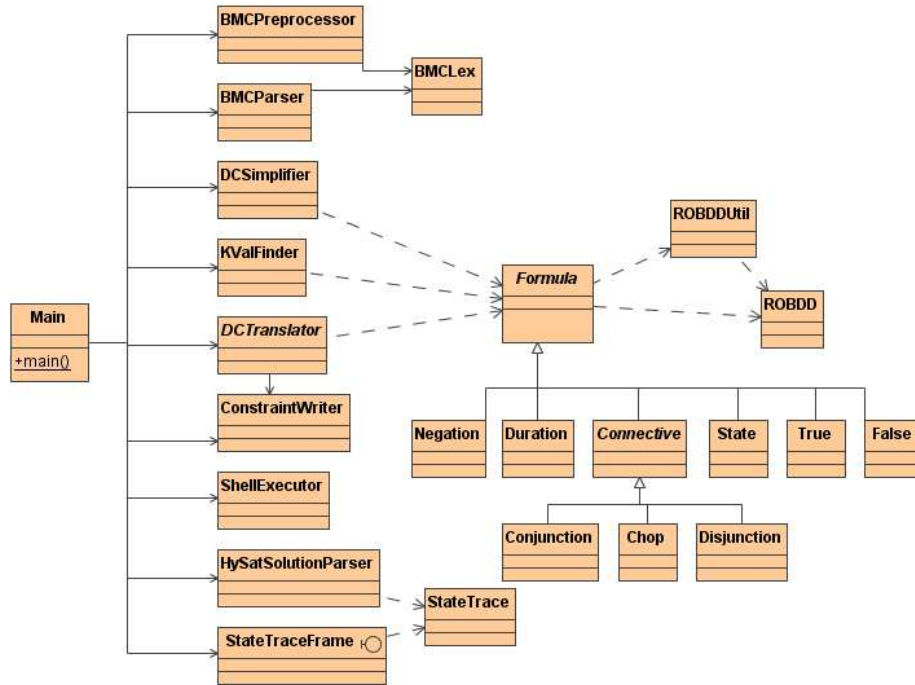 BMCPreprocessor
BMCLex
BMCParser
DCSimplifier
ROBDDUtil
KValFinder
Formula
ROBDD
Main
+main()
DCTranslator
ConstraintWriter
Negation
Duration
Connective
State
True
False
ShellExecutor
Conjunction
Chop
Disjunction
HySatSolutionParser
StateTrace
StateTraceFrame